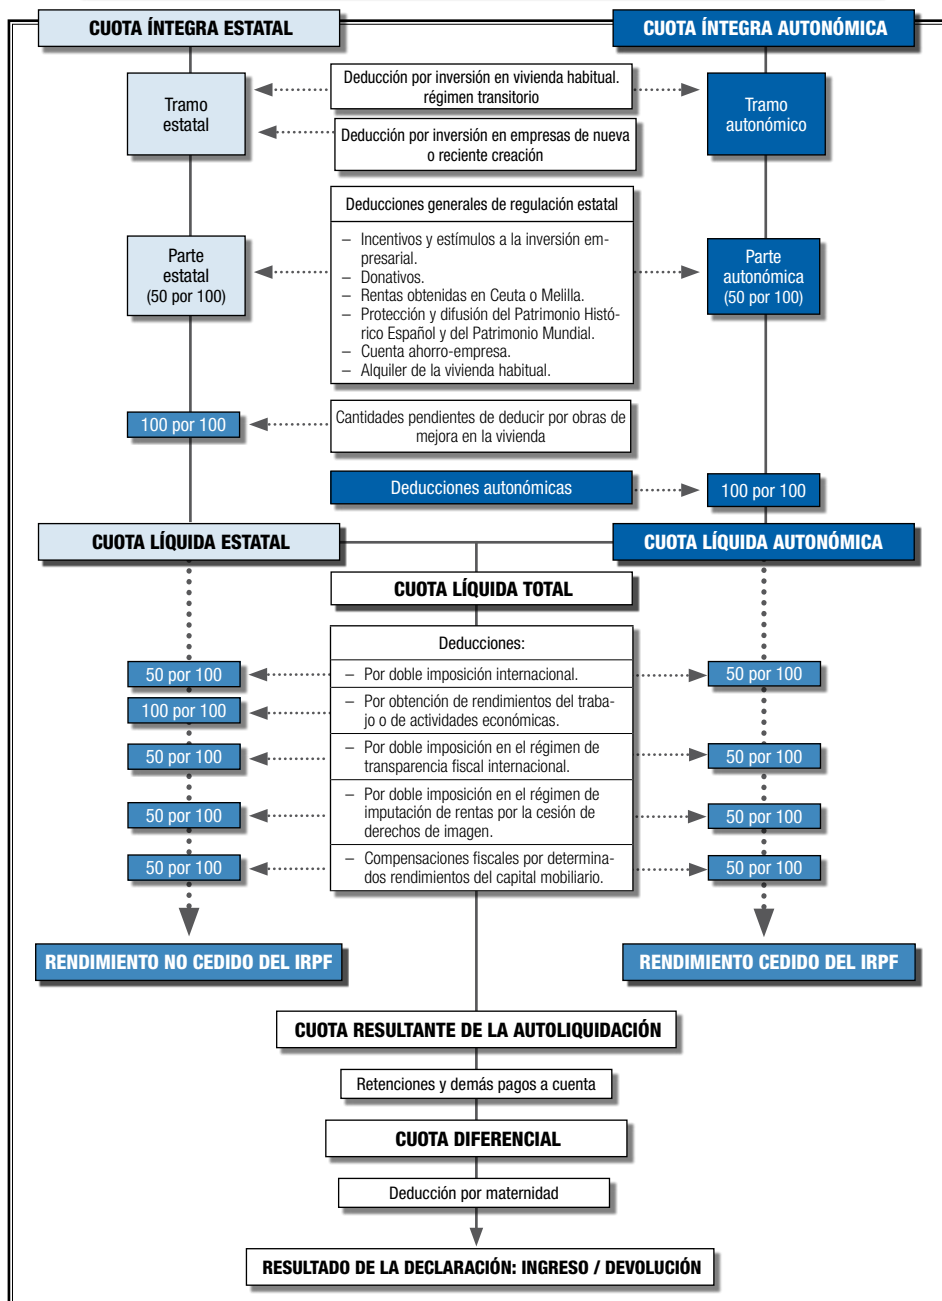 CUOTA ÍNTEGRA ESTATAL
CUOTA ÍNTEGRA AUTONÓMICA
Tramo
estatal
Deducción por inversión en vivienda habitual.
régimen transitorio
Tramo
autonómico
Deducción por inversión en empresas de nueva
o reciente creación
Deducciones generales de regulación estatal
– Incentivos y estímulos a la inversión em-
presarial.
– Donativos.
– Rentas obtenidas en Ceuta o Melilla.
– Protección y difusión del Patrimonio Histó-
rico Español y del Patrimonio Mundial.
– Cuenta ahorro-empresa.
– Alquiler de la vivienda habitual.
Parte
estatal
(50 por 100)
Parte
autonómica
(50 por 100)
100 por 100
Cantidades pendientes de deducir por obras de
mejora en la vivienda
Deducciones autonómicas
100 por 100
CUOTA LÍQUIDA ESTATAL
CUOTA LÍQUIDA AUTONÓMICA
CUOTA LÍQUIDA TOTAL
Deducciones:
50 por 100
– Por doble imposición internacional.
50 por 100
100 por 100
– Por obtención de rendimientos del traba-
jo o de actividades económicas.
50 por 100
– Por doble imposición en el régimen de
transparencia fiscal internacional.
50 por 100
50 por 100
– Por doble imposición en el régimen de
imputación de rentas por la cesión de
derechos de imagen.
50 por 100
50 por 100
– Compensaciones fiscales por determina-
dos rendimientos del capital mobiliario.
50 por 100
RENDIMIENTO NO CEDIDO DEL IRPF
RENDIMIENTO CEDIDO DEL IRPF
CUOTA RESULTANTE DE LA AUTOLIQUIDACIÓN
Retenciones y demás pagos a cuenta
CUOTA DIFERENCIAL
Deducción por maternidad
RESULTADO DE LA DECLARACIÓN: INGRESO / DEVOLUCIÓN